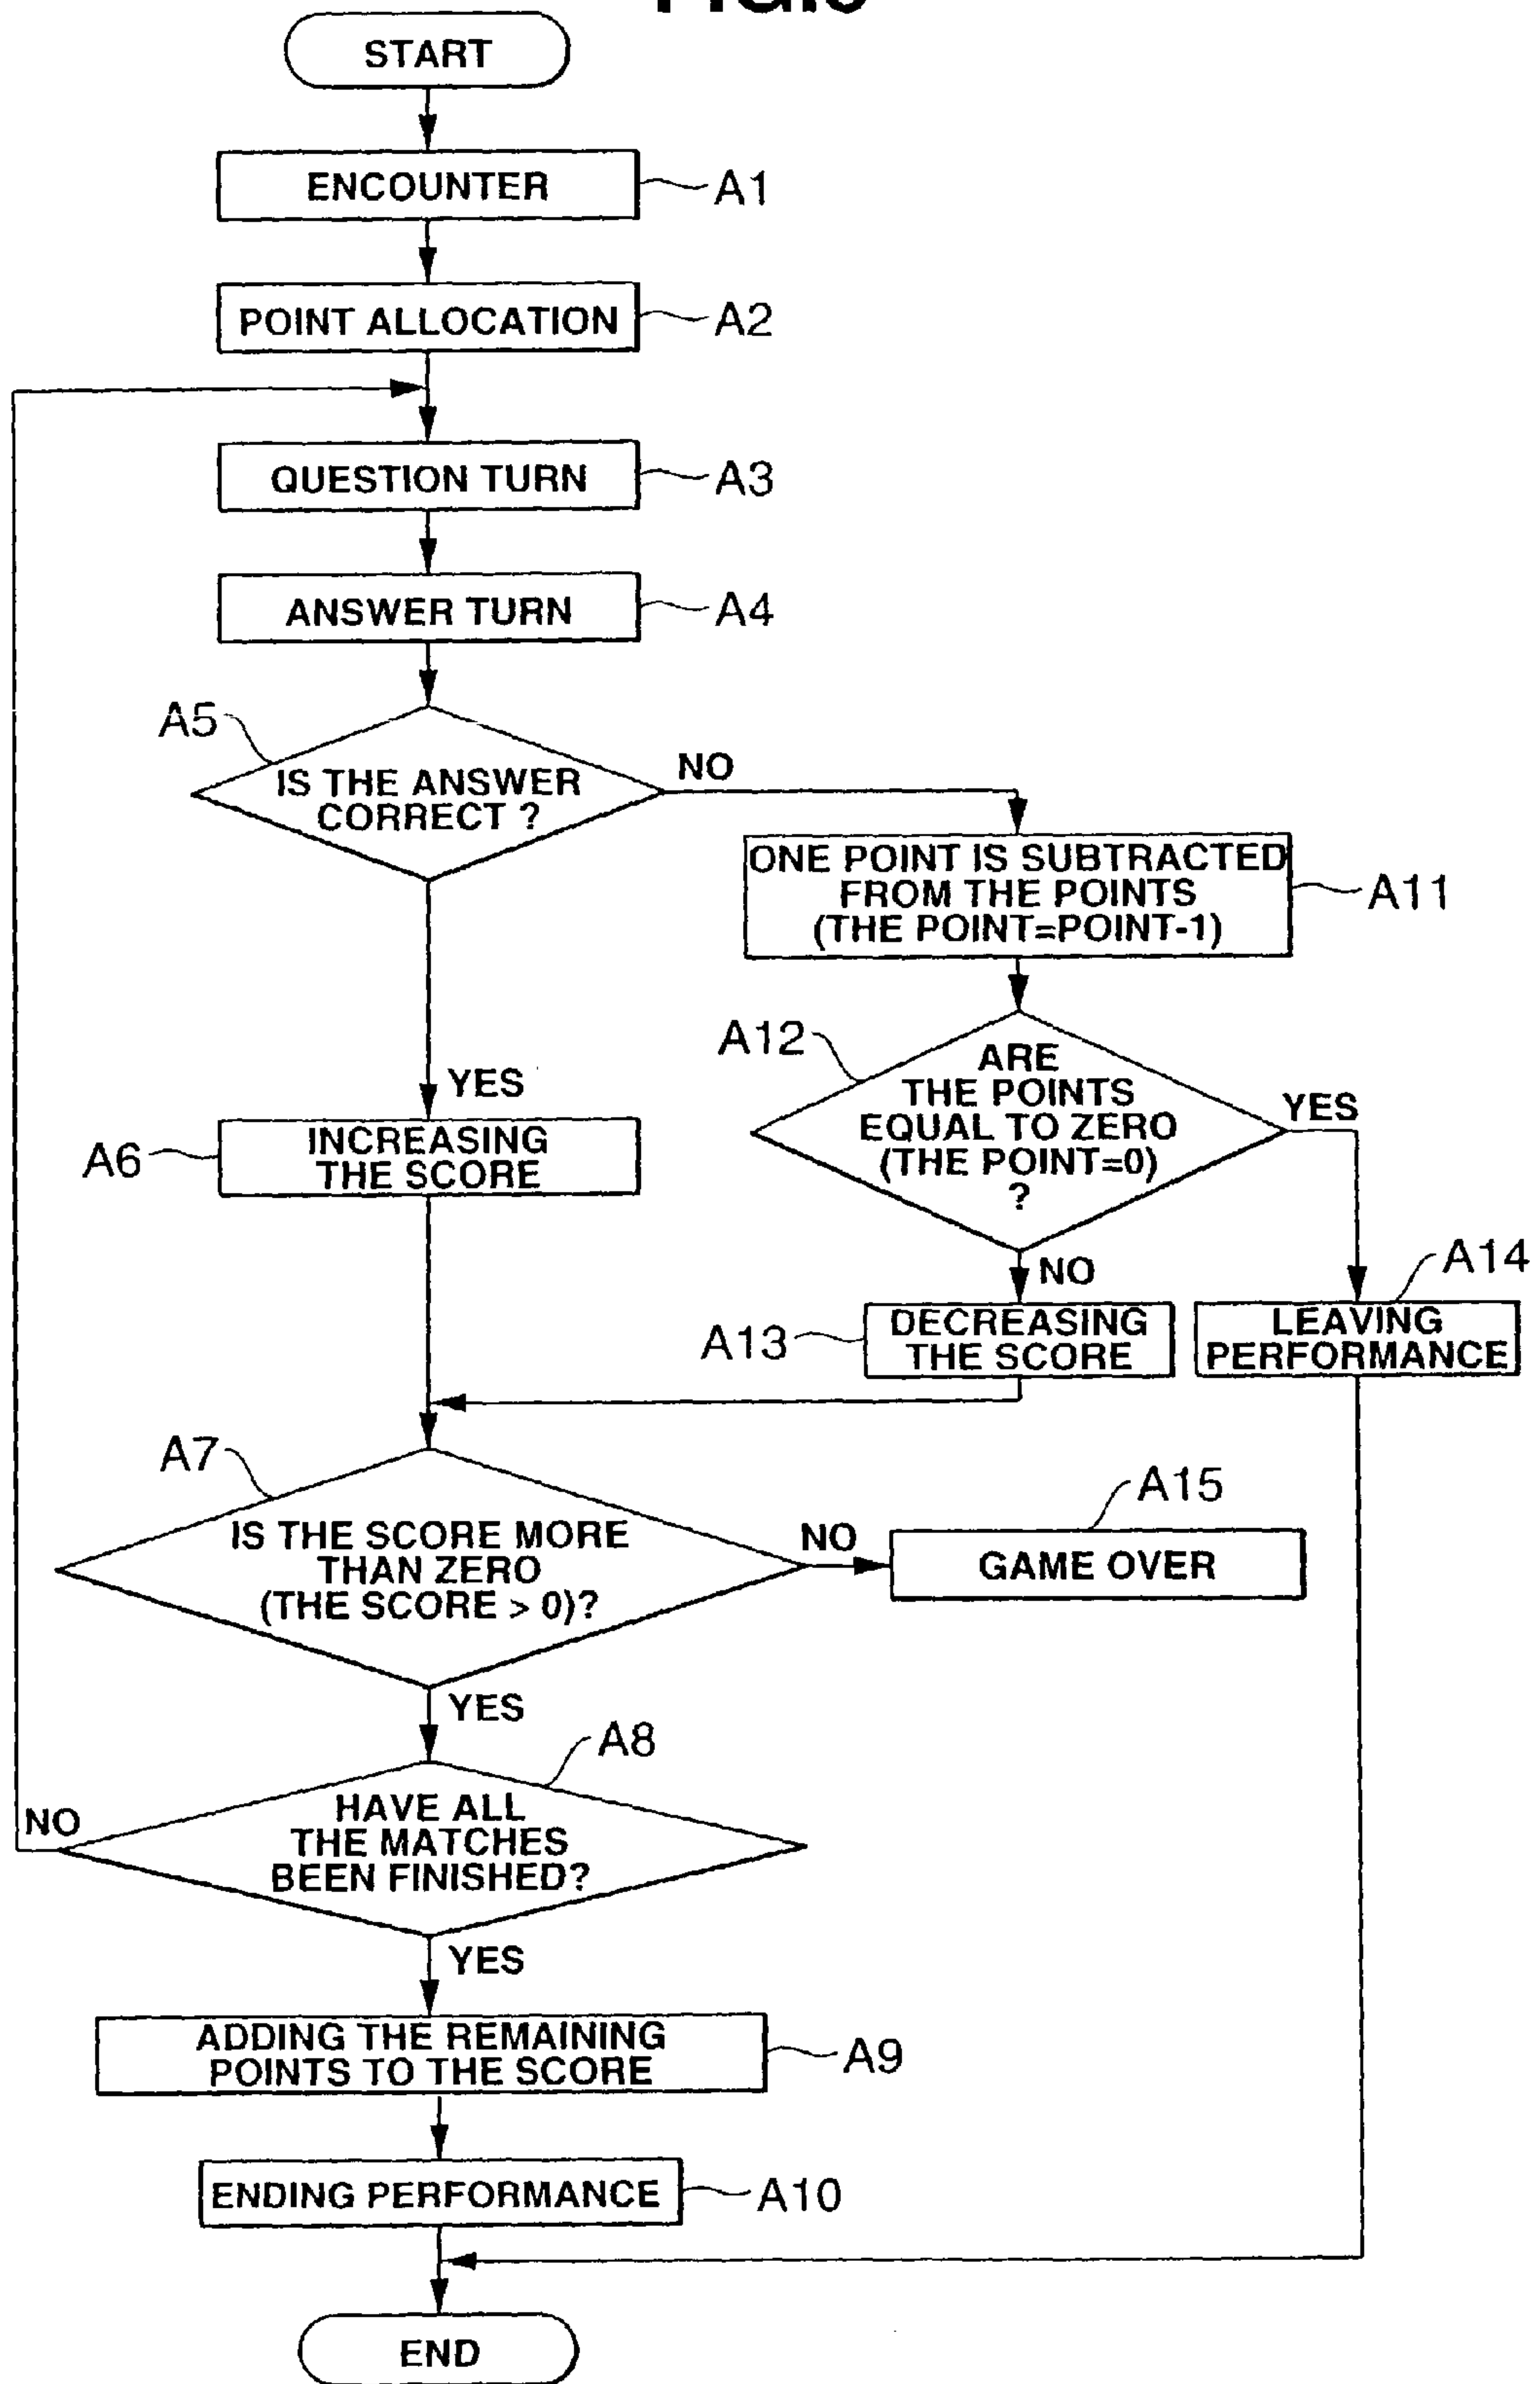 START
ENCOUNTER
A1
POINT ALLOCATION
A2
QUESTION TURN
A3
ANSWER TURN
A4
A5
IS THE ANSWER
CORRECT ?
NO
ONE POINT IS SUBTRACTED
FROM THE POINTS
(THE POINT=POINT-1)
A11
A12
ARE
THE POINTS
EQUAL TO ZERO
(THE POINT=0)
?
YES
YES
A6
INCREASING
THE SCORE
NO
A13
DECREASING
THE SCORE
A14
LEAVING
PERFORMANCE
A7
IS THE SCORE MORE
THAN ZERO
(THE SCORE > 0)?
NO
A15
GAME OVER
YES
A8
HAVE ALL
THE MATCHES
BEEN FINISHED?
NO
YES
ADDING THE REMAINING
POINTS TO THE SCORE
A9
ENDING PERFORMANCE
A10
END